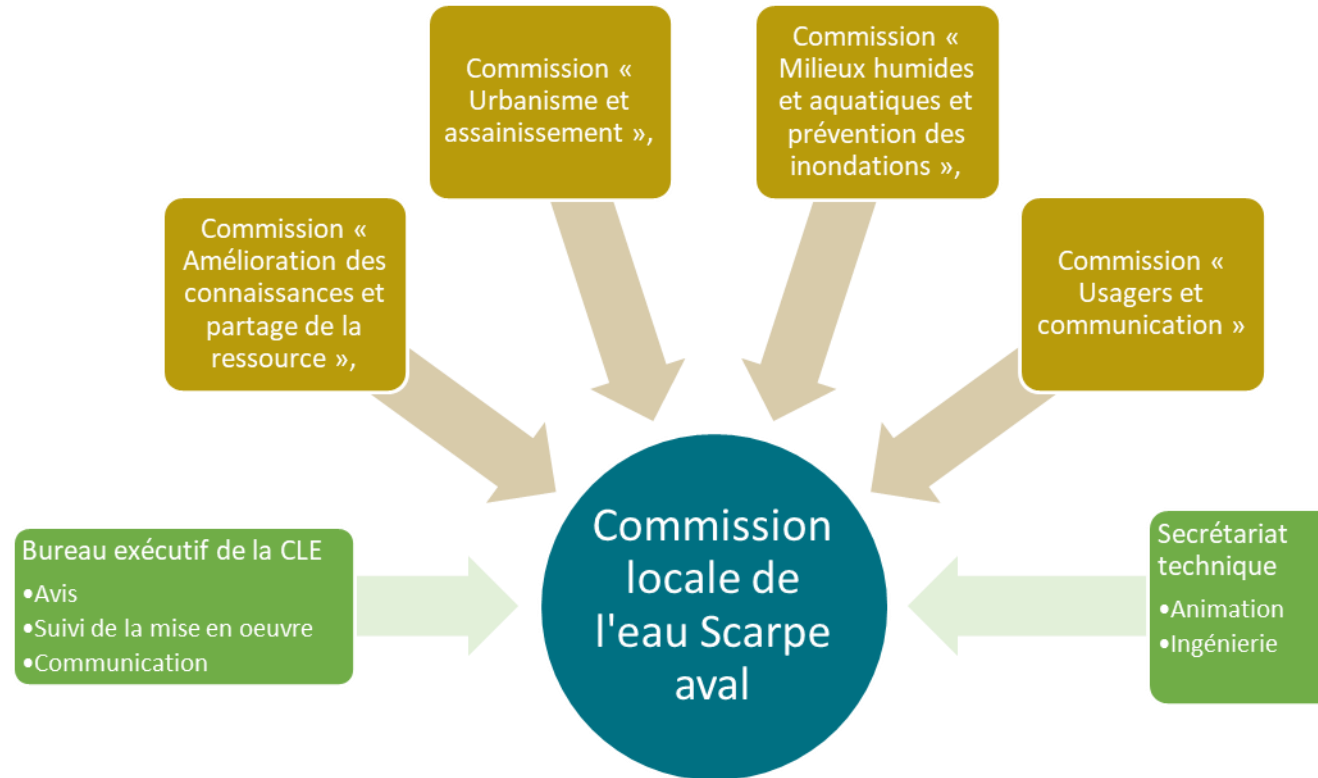 Commission «
Urbanisme et
assainissement »,
Commission «
Milieux humides
et aquatiques et
prévention des
inondations »,
Commission «
Amélioration des
connaissances et
partage de la
ressource »,
Commission «
Usagers et
communication »
Bureau exécutif de la CLE
•Avis
•Suivi de la mise en oeuvre
•Communication
Commission
locale de
l'eau Scarpe
aval
Secrétariat
technique
•Animation
•Ingénierie